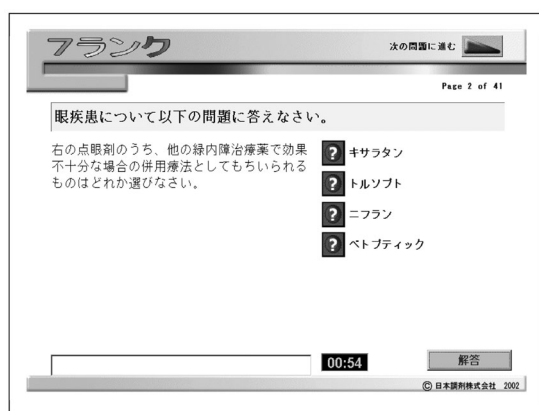 フランク
次の問題に進む
Page 2 of 41
眼疾患について以下の問題に答えなさい。
右の点眼剤のうち、他の緑内障治療薬で効果
不十分な場合の併用療法としてもちいられる
ものはどれか選びなさい。
? キサラタン
? トルソプト
? ニフラン
? ベトプティック
00:54
解答
© 日本調剤株式会社 2002